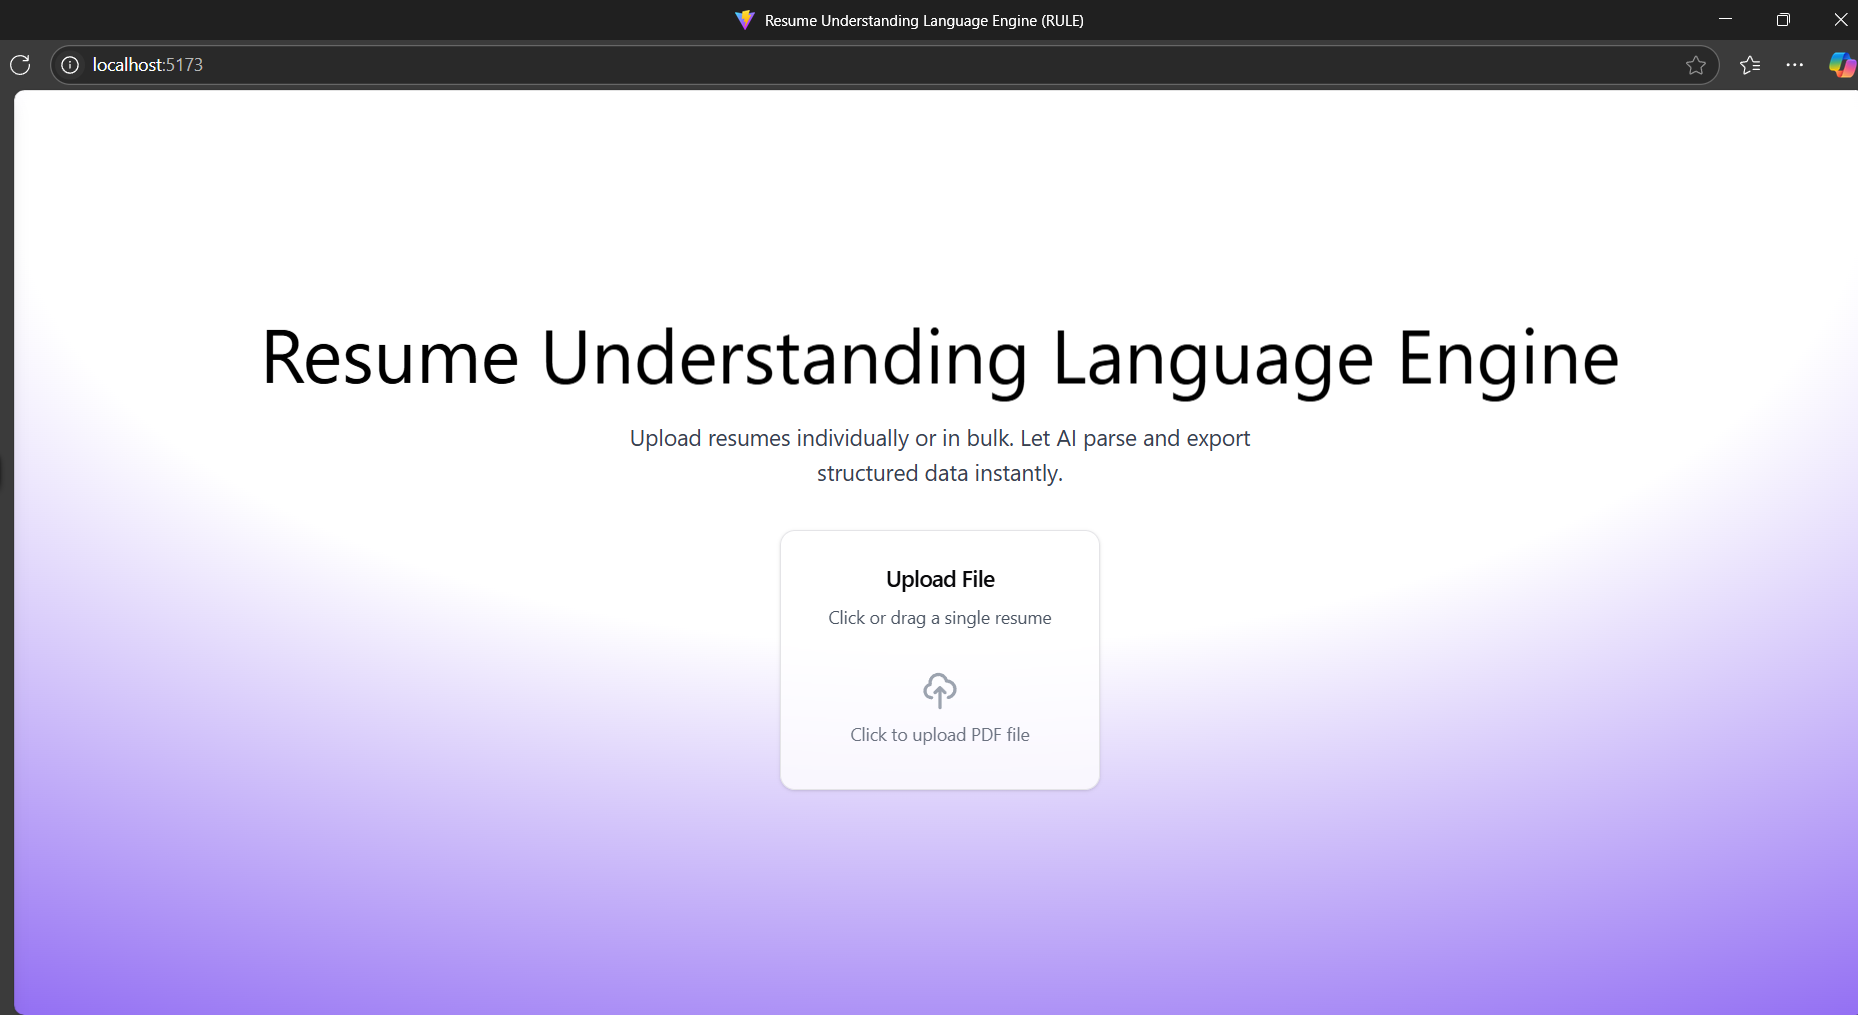 Resume Understanding Language Engine (RULE)
localhost:5173
Resume Understanding Language Engine
Upload resumes individually or in bulk. Let AI parse and export
structured data instantly.
Upload File
Click or drag a single resume
Click to upload PDF file